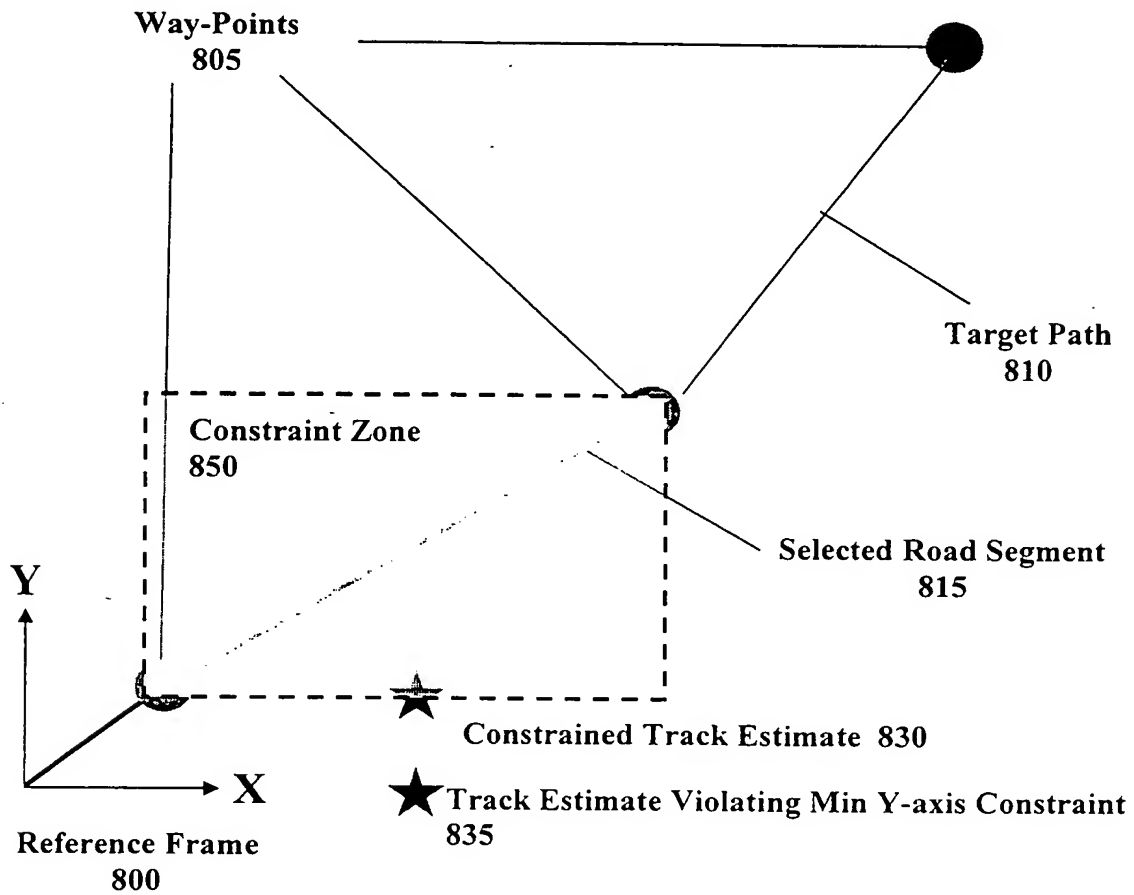 Way-Points
805
Target Path
810
Constraint Zone
850
Selected Road Segment
815
Y
Constrained Track Estimate 830
X
Track Estimate Violating Min Y-axis Constraint
835
Reference Frame
800